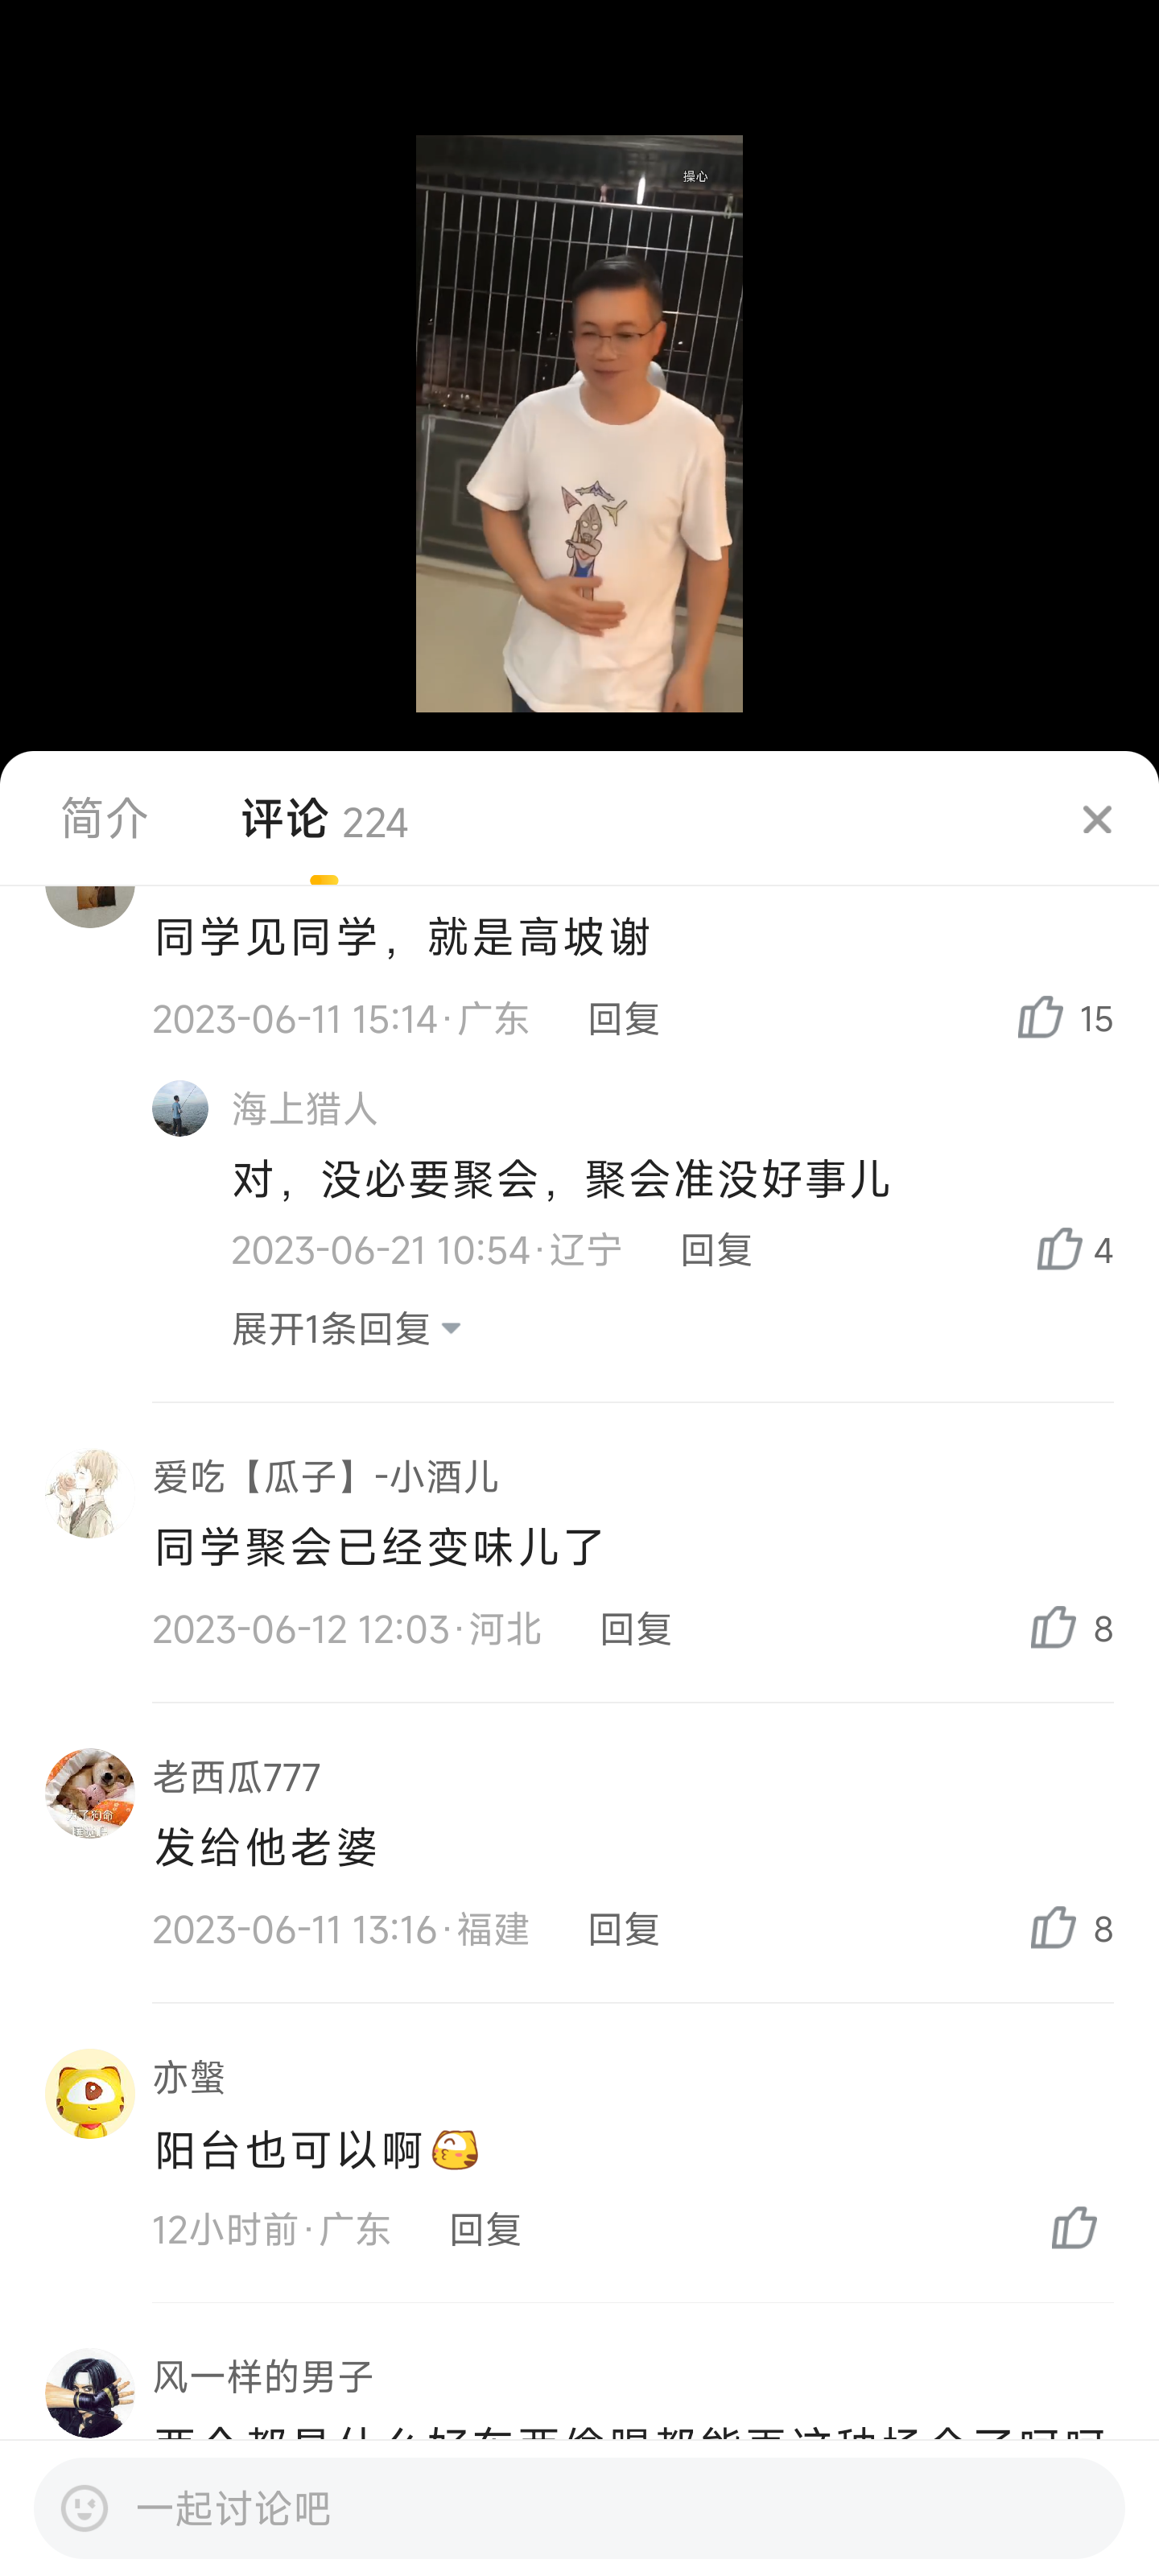 操心
简介 评论 224
同学见同学，就是高坡谢
2023-06-11 15:14·广东 回复 15
海上猎人
对，没必要聚会，聚会准没好事儿
2023-06-21 10:54·辽宁 回复 4
展开1条回复
爱吃【瓜子】-小酒儿
同学聚会已经变味儿了
2023-06-12 12:03·河北 回复 8
老西瓜777
发给他老婆
2023-06-11 13:16·福建 回复 8
亦盤
阳台也可以啊
12小时前·广东 回复
风一样的男子
一起讨论吧